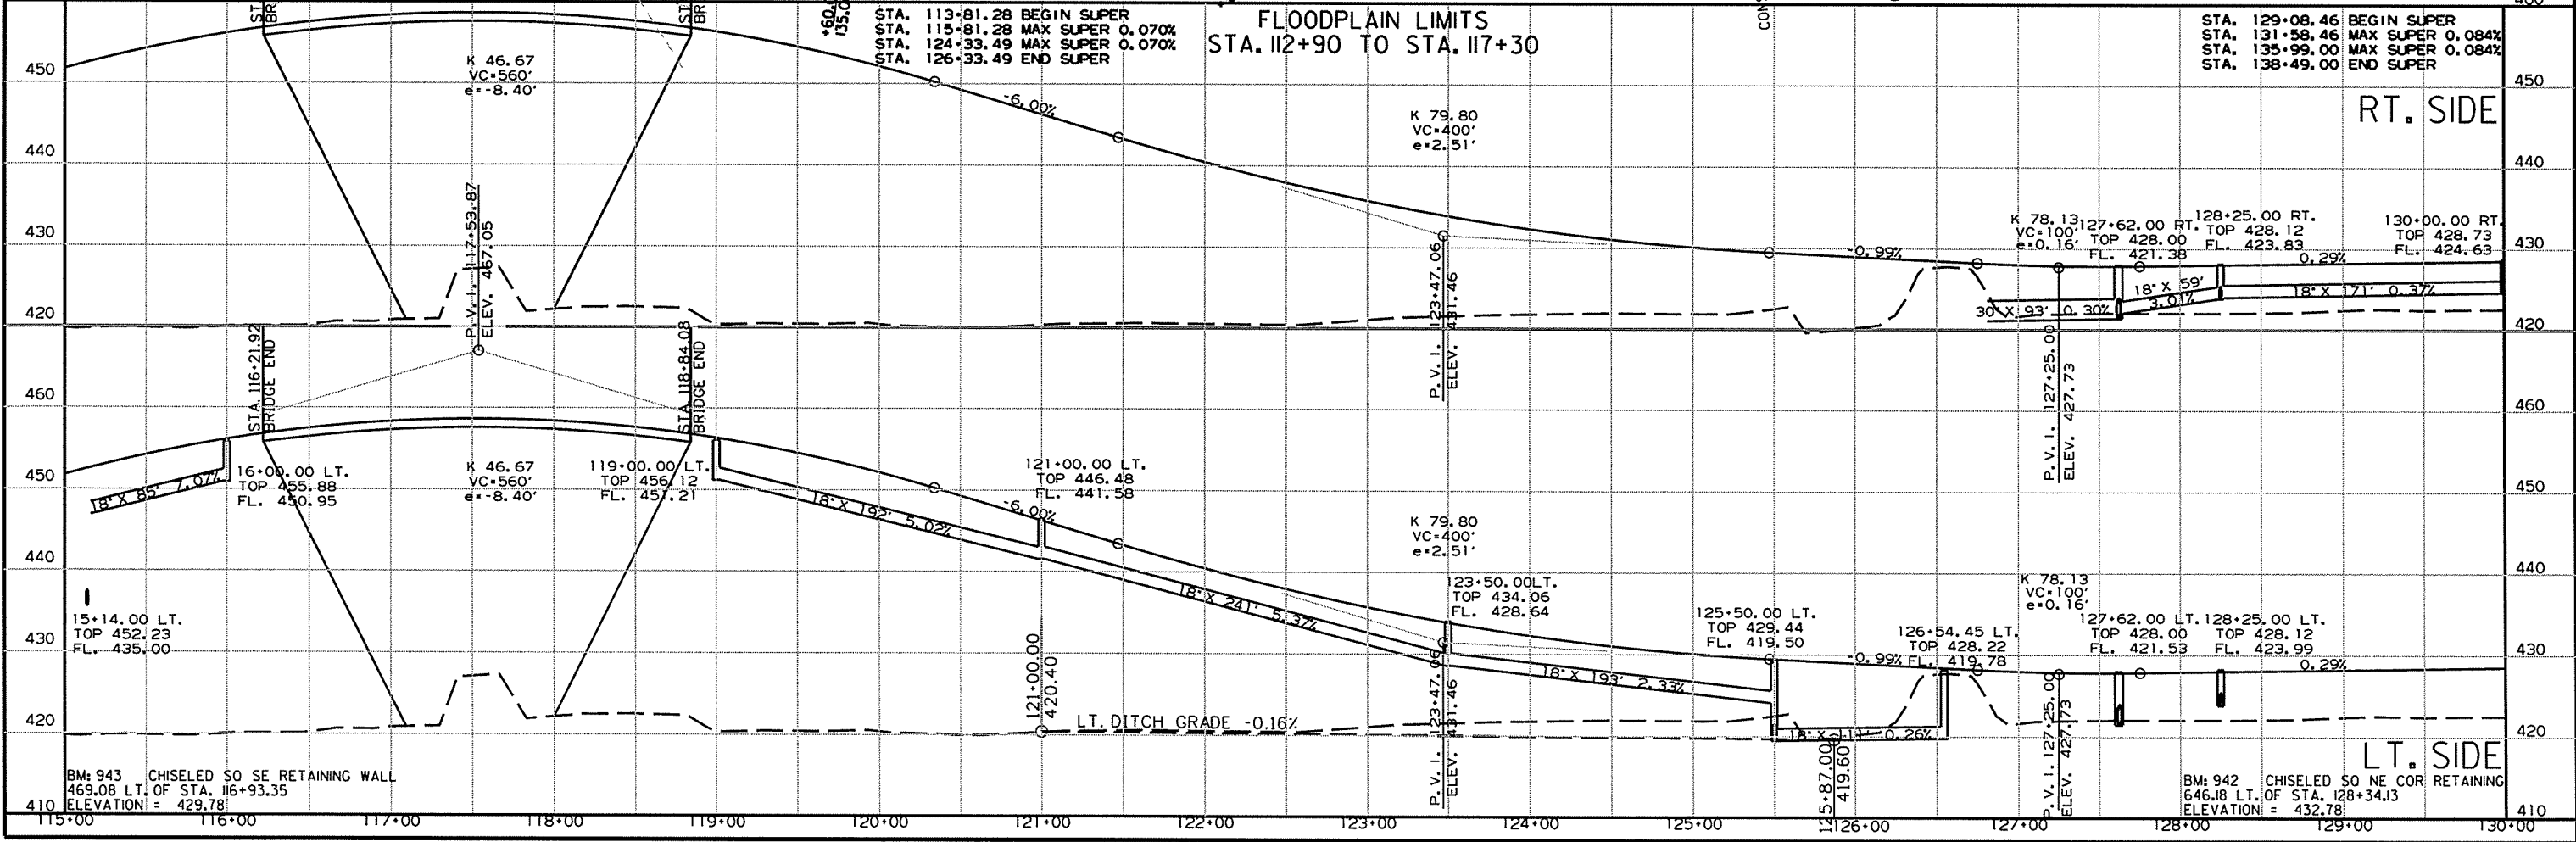 STA. 113+81.28 BEGIN SUPER
STA. 115+81.28 MAX SUPER 0.070%
STA. 124+33.49 MAX SUPER 0.070%
STA. 126+33.49 END SUPER
FLOODPLAIN LIMITS
STA. 112+90 TO STA. 117+30
STA. 129+08.46 BEGIN SUPER
STA. 131+58.46 MAX SUPER 0.084%
STA. 135+99.00 MAX SUPER 0.084%
STA. 138+49.00 END SUPER
RT. SIDE
450
440
430
420
460
450
440
430
420
K 46.67
VC=560'
e=-8.40'
-6.00%
K 79.80
VC=400'
e=2.51'
P.V.I. 117+53.87
ELEV. 467.05
P.V.I. 123+47.06
ELEV. 431.46
-0.99%
K 78.13
VC=100'
e=0.16'
127+62.00 RT.
TOP 428.00
FL. 421.38
128+25.00 RT.
TOP 428.12
FL. 423.83
130+00.00 RT.
TOP 428.73
FL. 424.63
0.29%
18" X 59'
3.01%
18" X 171' 0.37%
30" X 93' 0.30%
P.V.I. 127+25.00
ELEV. 427.73
STA. 116+21.92
BRIDGE END
STA. 118+84.08
BRIDGE END
460
450
440
430
420
410
460
450
440
430
420
410
18" X 85' 7.07%
16+00.00 LT.
TOP 455.88
FL. 450.95
K 46.67
VC=560'
e=-8.40'
119+00.00 LT.
TOP 456.12
FL. 451.21
18" X 192' 5.02%
121+00.00 LT.
TOP 446.48
FL. 441.58
-6.00%
K 79.80
VC=400'
e=2.51'
18" X 241' 5.37%
123+50.00LT.
TOP 434.06
FL. 428.64
15+14.00 LT.
TOP 452.23
FL. 435.00
121+00.00
420.40
LT. DITCH GRADE -0.16%
P.V.I. 123+47.06
ELEV. 431.46
18" X 193' 2.33%
125+50.00 LT.
TOP 429.44
FL. 419.50
-0.99%
126+54.45 LT.
TOP 428.22
FL. 419.78
0.26%
419.60
K 78.13
VC=100'
e=0.16'
P.V.I. 127+25.00
ELEV. 427.73
127+62.00 LT.
TOP 428.00
FL. 421.53
128+25.00 LT.
TOP 428.12
FL. 423.99
0.29%
LT. SIDE
BM: 943 CHISELED SO SE RETAINING WALL
469.08 LT. OF STA. 116+93.35
ELEVATION = 429.78
BM: 942 CHISELED SO NE COR RETAINING
646.18 LT. OF STA. 128+34.13
ELEVATION = 432.78
115+00 116+00 117+00 118+00 119+00 120+00 121+00 122+00 123+00 124+00 125+00 126+00 127+00 128+00 129+00 130+00